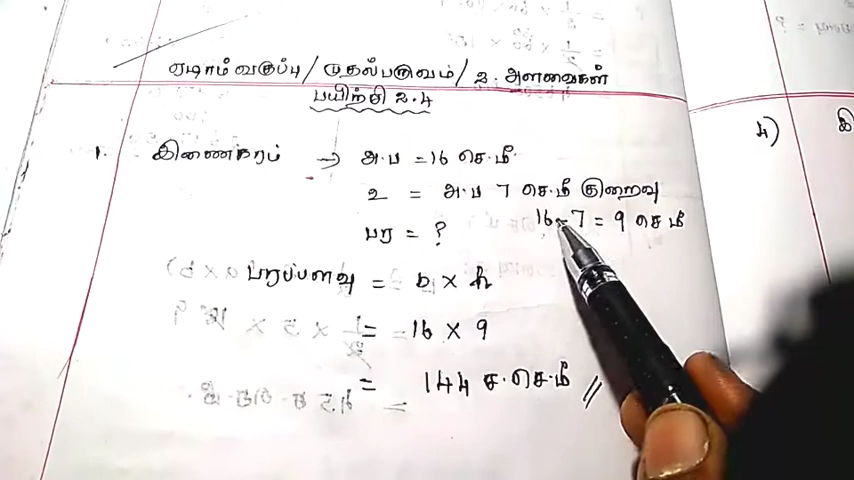 ஏழாம் வகுப்பு / முதல்பருவம் / 2. அளவைகள்
பயிற்சி 2.4
1. இணைகரம் → அ.ப = 16 செ.மீ
உ = அ.ப 7 செ.மீ குறைவு
16 - 7 = 9 செ மீ
பர = ?
பரப்பளவு = b × h
= 16 × 9
= 144 ச.செ.மீ //
4) இ